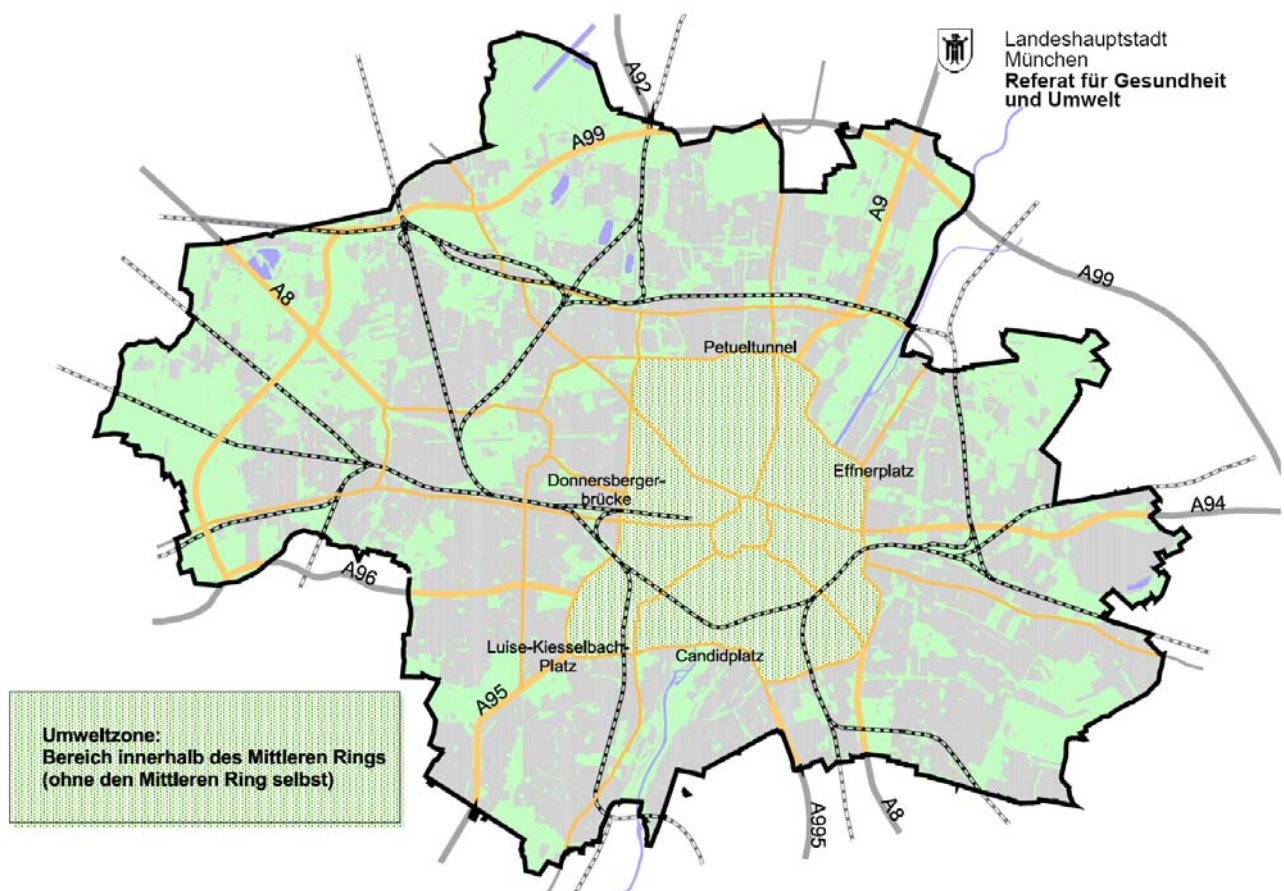 Landeshauptstadt
München
Referat für Gesundheit
und Umwelt
A92
A99
A9
A99
A8
Petueltunnel
Effnerplatz
Donnersberger-
brücke
A94
A96
Luise-Kiesselbach-
Platz
Candidplatz
A95
Umweltzone:
Bereich innerhalb des Mittleren Rings
(ohne den Mittleren Ring selbst)
A995
A8